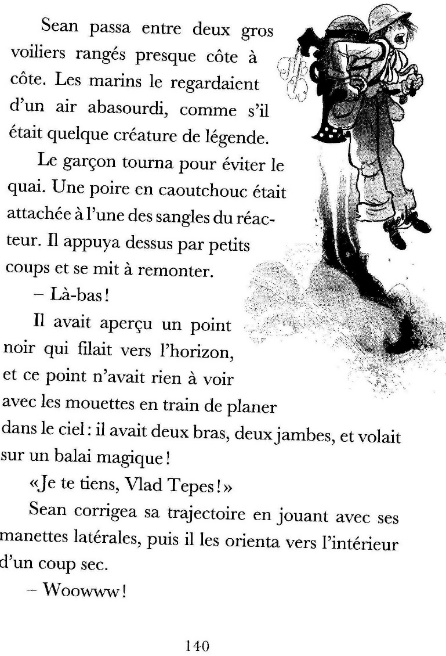 Sean passa entre deux gros
voiliers rangés presque côte à
côte. Les marins le regardaient
d'un air abasourdi, comme s'il
était quelque créature de légende.
Le garçon tourna pour éviter le
quai. Une poire en caoutchouc était
attachée à l'une des sangles du réac-
teur. Il appuya dessus par petits
coups et se mit à remonter.
– Là-bas !
Il avait aperçu un point
noir qui filait vers l'horizon,
et ce point n'avait rien à voir
avec les mouettes en train de planer
dans le ciel : il avait deux bras, deux jambes, et volait
sur un balai magique !
«Je te tiens, Vlad Tepes !»
Sean corrigea sa trajectoire en jouant avec ses
manettes latérales, puis il les orienta vers l'intérieur
d'un coup sec.
– Woowww !
140